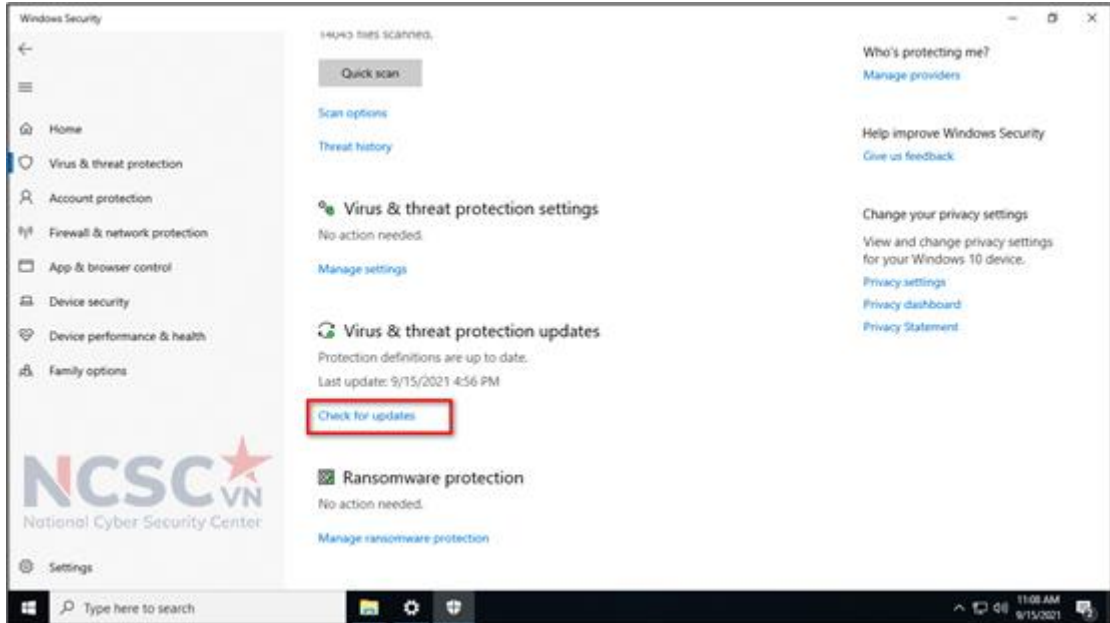 Windows Security
Home
Virus & threat protection
Account protection
Firewall & network protection
App & browser control
Device security
Device performance & health
Family options
NCSC VN
National Cyber Security Center
Settings
14045 files scanned.
Quick scan
Scan options
Threat history
Virus & threat protection settings
No action needed.
Manage settings
Virus & threat protection updates
Protection definitions are up to date.
Last update: 9/15/2021 4:56 PM
Check for updates
Ransomware protection
No action needed.
Manage ransomware protection
Who's protecting me?
Manage providers
Help improve Windows Security
Give us feedback
Change your privacy settings
View and change privacy settings
for your Windows 10 device.
Privacy settings
Privacy dashboard
Privacy Statement
Type here to search
11:08 AM
9/15/2021